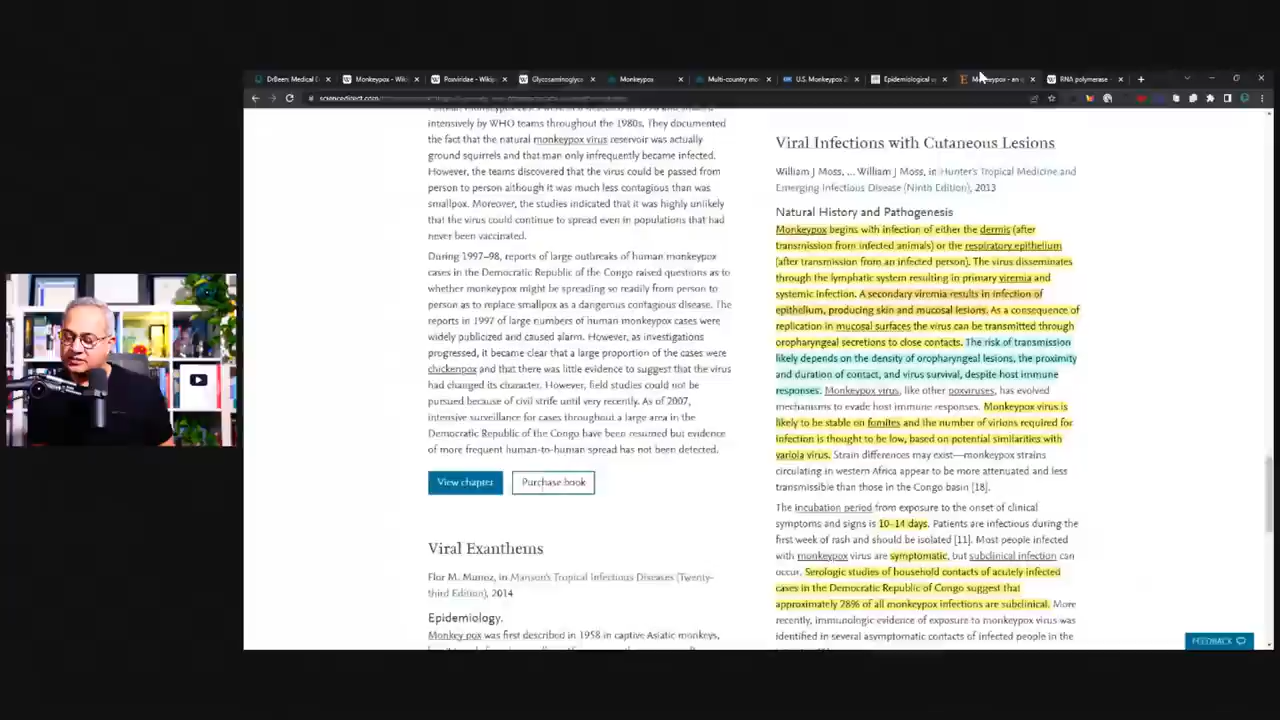 DrBeen: Medical D
Monkeypox - Wiki
Poxviridae - Wikip
Glycosaminoglyca
Monkeypox
Multi-country mo
U.S. Monkeypox 2
Epidemiological u
Monkeypox - an o
RNA polymerase
sciencedirect.com
intensively by WHO teams throughout the 1980s. They documented
the fact that the natural monkeypox virus reservoir was actually
ground squirrels and that man only infrequently became infected.
However, the teams discovered that the virus could be passed from
person to person although it was much less contagious than was
smallpox. Moreover, the studies indicated that it was highly unlikely
that the virus could continue to spread even in populations that had
never been vaccinated.
During 1997–98, reports of large outbreaks of human monkeypox
cases in the Democratic Republic of the Congo raised questions as to
whether monkeypox might be spreading so readily from person to
person as to replace smallpox as a dangerous contagious disease. The
reports in 1997 of large numbers of human monkeypox cases were
widely publicized and caused alarm. However, as investigations
progressed, it became clear that a large proportion of the cases were
chickenpox and that there was little evidence to suggest that the virus
had changed its character. However, field studies could not be
pursued because of civil strife until very recently. As of 2007,
intensive surveillance for cases throughout a large area in the
Democratic Republic of the Congo have been resumed but evidence
of more frequent human-to-human spread has not been detected.
View chapter
Purchase book
Viral Exanthems
Flor M. Munoz, in Manson's Tropical Infectious Diseases (Twenty-
third Edition), 2014
Epidemiology.
Monkey pox was first described in 1958 in captive Asiatic monkeys,
Viral Infections with Cutaneous Lesions
William J Moss, ... William J. Moss, in Hunter's Tropical Medicine and
Emerging Infectious Disease (Ninth Edition), 2013
Natural History and Pathogenesis
Monkeypox begins with infection of either the dermis (after
transmission from infected animals) or the respiratory epithelium
(after transmission from an infected person). The virus disseminates
through the lymphatic system resulting in primary viremia and
systemic infection. A secondary viremia results in infection of
epithelium, producing skin and mucosal lesions. As a consequence of
replication in mucosal surfaces the virus can be transmitted through
oropharyngeal secretions to close contacts. The risk of transmission
likely depends on the density of oropharyngeal lesions, the proximity
and duration of contact, and virus survival, despite host immune
responses. Monkeypox virus, like other poxviruses, has evolved
mechanisms to evade host immune responses. Monkeypox virus is
likely to be stable on fomites and the number of virions required for
infection is thought to be low, based on potential similarities with
variola virus. Strain differences may exist—monkeypox strains
circulating in western Africa appear to be more attenuated and less
transmissible than those in the Congo basin [18].
The incubation period from exposure to the onset of clinical
symptoms and signs is 10–14 days. Patients are infectious during the
first week of rash and should be isolated [11]. Most people infected
with monkeypox virus are symptomatic, but subclinical infection can
occur. Serologic studies of household contacts of acutely infected
cases in the Democratic Republic of Congo suggest that
approximately 28% of all monkeypox infections are subclinical. More
recently, immunologic evidence of exposure to monkeypox virus was
identified in several asymptomatic contacts of infected people in the
FEEDBACK